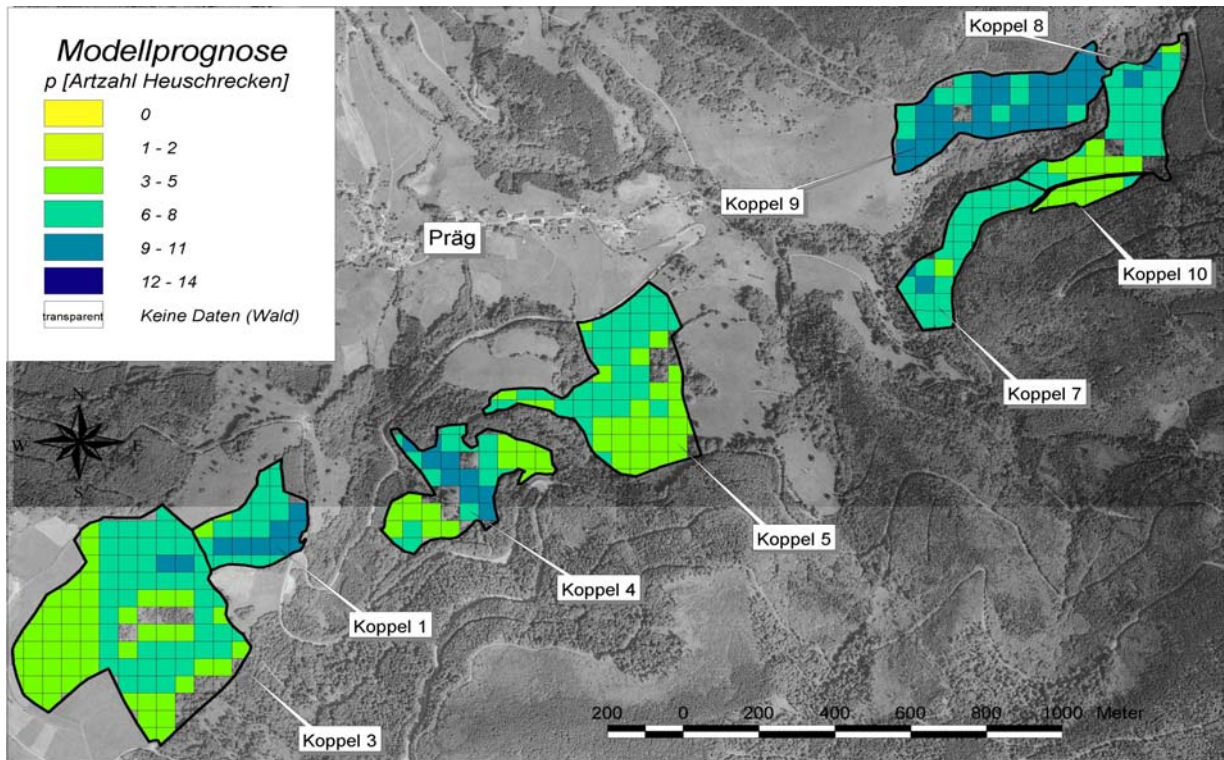 Modellprognose
p [Artzahl Heuschrecken]
0
1 - 2
3 - 5
6 - 8
9 - 11
12 - 14
transparent Keine Daten (Wald)
Koppel 8
Koppel 9
Präg
Koppel 10
Koppel 7
N
W E
S
Koppel 5
Koppel 4
Koppel 1
Koppel 3
200 0 200 400 600 800 1000 Meter